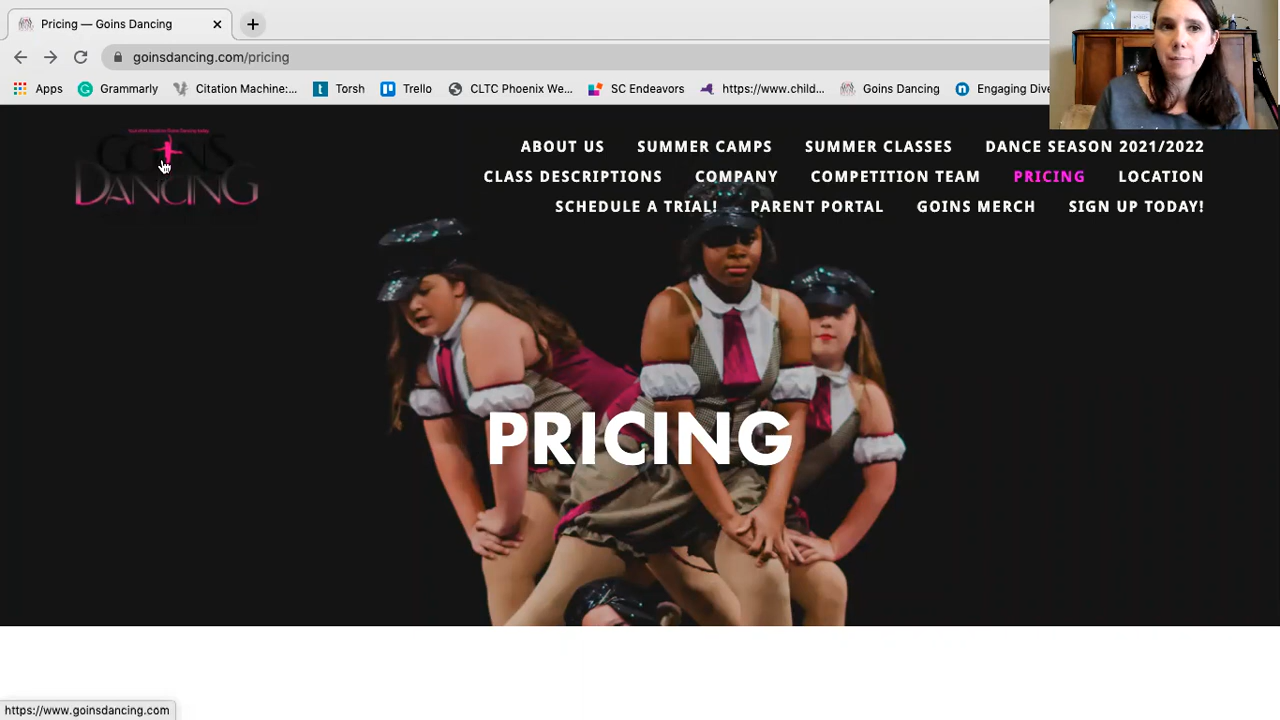 Pricing — Goins Dancing
goinsdancing.com/pricing
Apps Grammarly Citation Machine:... Torsh Trello CLTC Phoenix We... SC Endeavors https://www.child... Goins Dancing Engaging Dive
GOINS
DANCING
ABOUT US SUMMER CAMPS SUMMER CLASSES DANCE SEASON 2021/2022
CLASS DESCRIPTIONS COMPANY COMPETITION TEAM PRICING LOCATION
SCHEDULE A TRIAL! PARENT PORTAL GOINS MERCH SIGN UP TODAY!
PRICING
https://www.goinsdancing.com